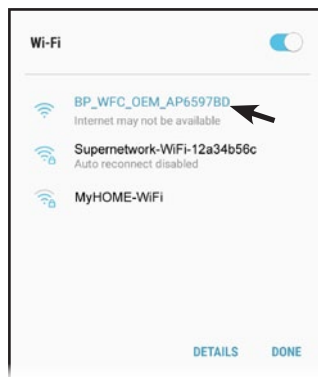 Wi-Fi
BP_WFC_OEM_AP6597BD
Internet may not be available
Supernetwork-WiFi-12a34b56c
Auto reconnect disabled
MyHOME-WiFi
DETAILS DONE